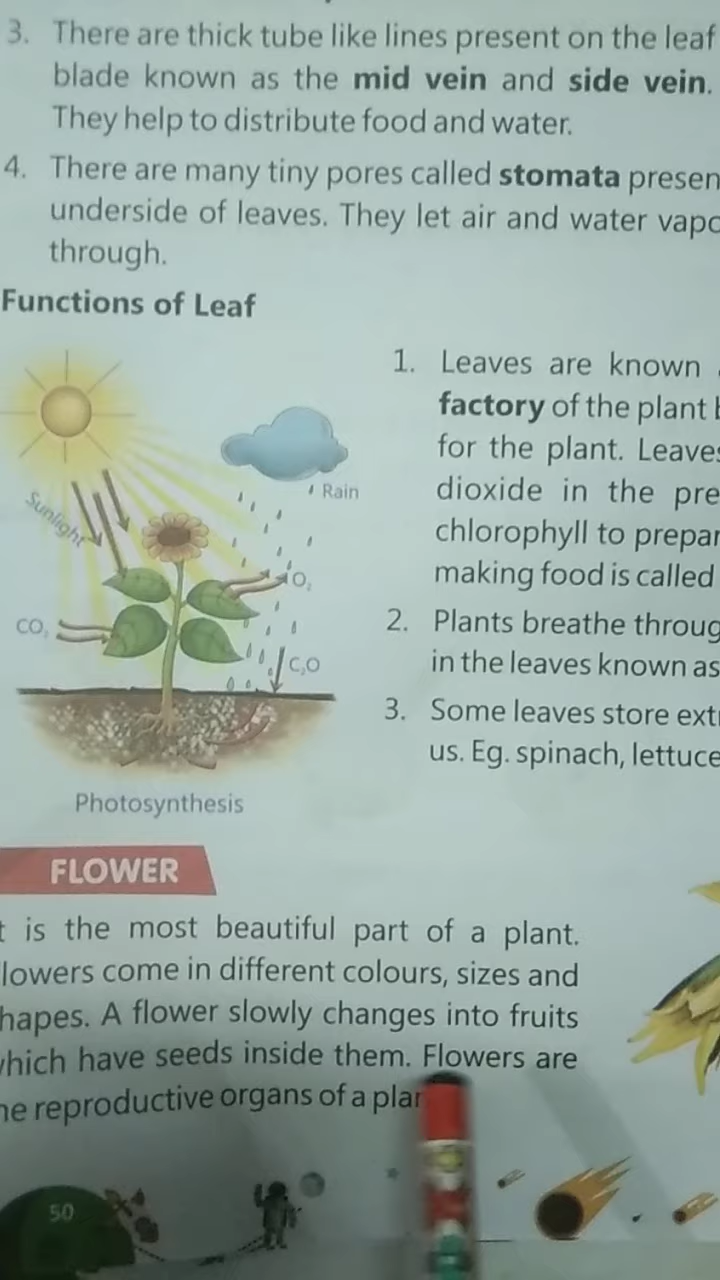 3. There are thick tube like lines present on the leaf
blade known as the mid vein and side vein.
They help to distribute food and water.
4. There are many tiny pores called stomata presen
underside of leaves. They let air and water vapo
through.
Functions of Leaf
Sunlight
Rain
O₂
CO₂
C₂O
Photosynthesis
1. Leaves are known
factory of the plant b
for the plant. Leaves
dioxide in the pre
chlorophyll to prepar
making food is called
2. Plants breathe throug
in the leaves known as
3. Some leaves store extr
us. Eg. spinach, lettuce
FLOWER
t is the most beautiful part of a plant.
lowers come in different colours, sizes and
hapes. A flower slowly changes into fruits
which have seeds inside them. Flowers are
he reproductive organs of a plan
50